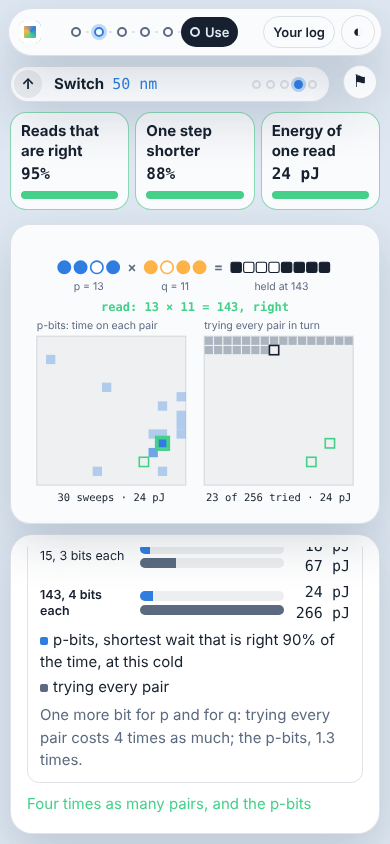 Use
Your log
Switch 50 nm
Reads that are right
95%
One step shorter
88%
Energy of one read
24 pJ
× =
p = 13 q = 11 held at 143
read: 13 × 11 = 143, right
p-bits: time on each pair
trying every pair in turn
30 sweeps · 24 pJ
23 of 256 tried · 24 pJ
15, 3 bits each
67 pJ
143, 4 bits each
24 pJ
266 pJ
p-bits, shortest wait that is right 90% of
the time, at this cold
trying every pair
One more bit for p and for q: trying every
pair costs 4 times as much; the p-bits, 1.3
times.
Four times as many pairs, and the p-bits